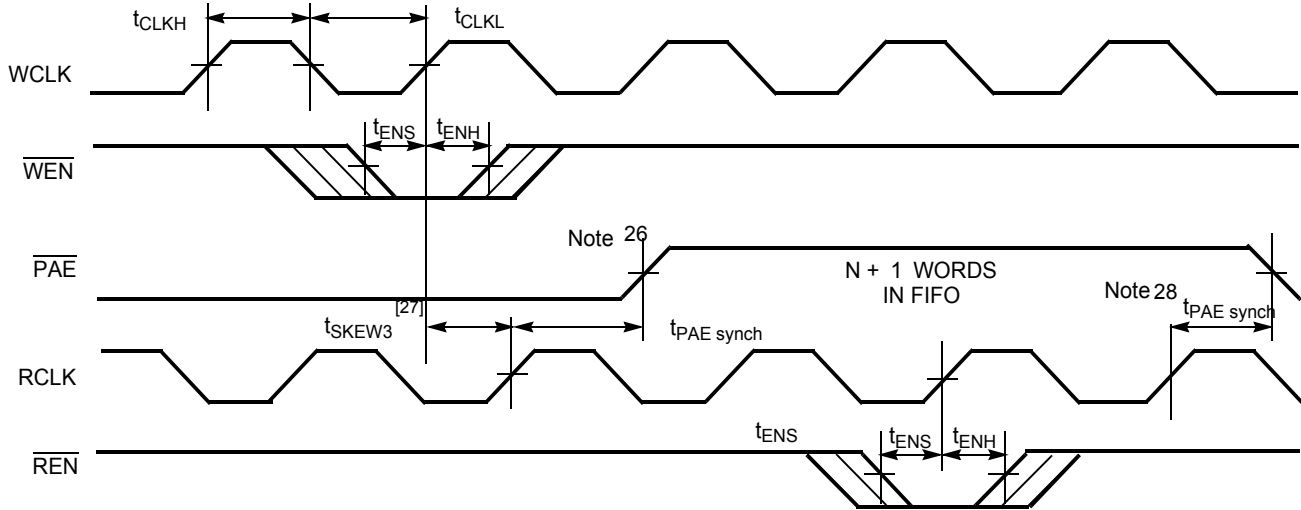 tCLKH
tCLKL
WCLK
tENS
tENH
WEN
Note 26
PAE
N + 1 WORDS
IN FIFO
Note 28
[27]
tSKEW3
tPAE synch
tPAE synch
RCLK
tENS
tENS
tENH
REN